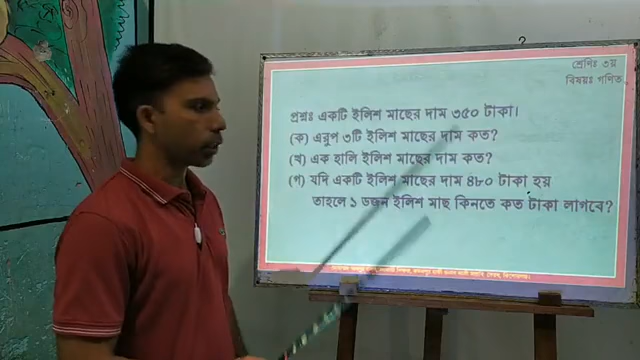 শ্রেণিঃ ৩য়
বিষয়ঃ গণিত
প্রশ্নঃ একটি ইলিশ মাছের দাম ৩৫০ টাকা।
(ক) এরুপ ৩টি ইলিশ মাছের দাম কত?
(খ) এক হালি ইলিশ মাছের দাম কত?
(গ) যদি একটি ইলিশ মাছের দাম ৪৮০ টাকা হয়
তাহলে ১ ডজন ইলিশ মাছ কিনতে কত টাকা লাগবে?